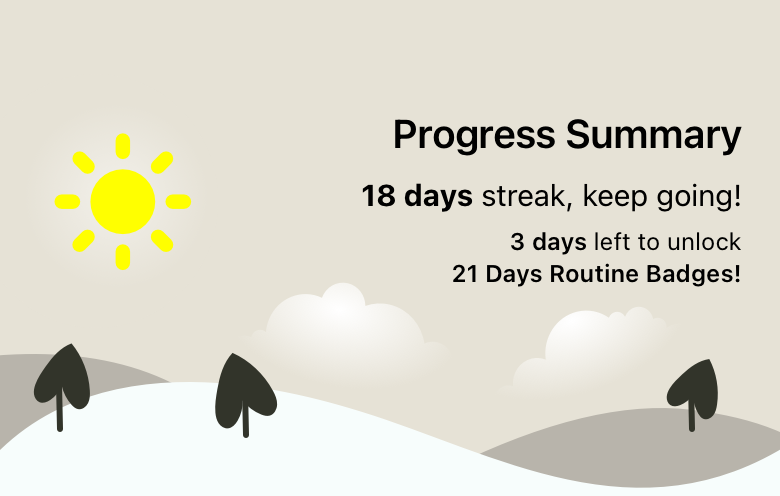 Progress Summary
18 days streak, keep going!
3 days left to unlock
21 Days Routine Badges!